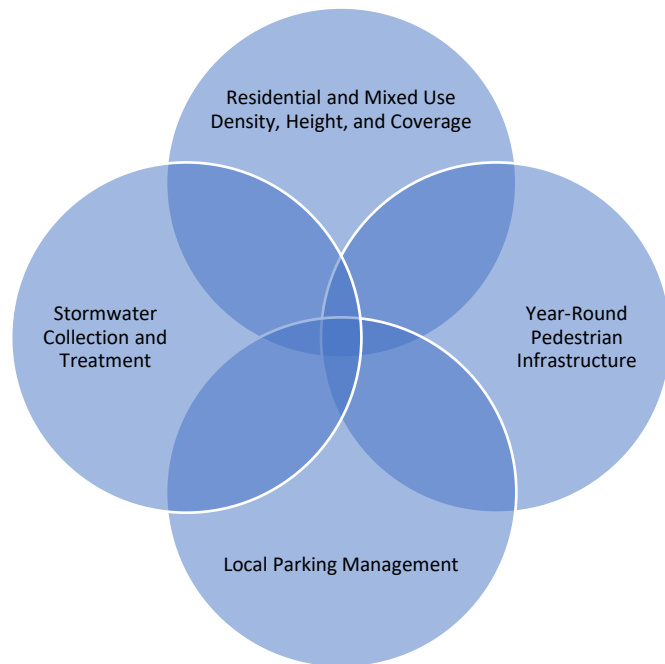 Residential and Mixed Use
Density, Height, and Coverage
Stormwater
Collection and
Treatment
Year-Round
Pedestrian
Infrastructure
Local Parking Management